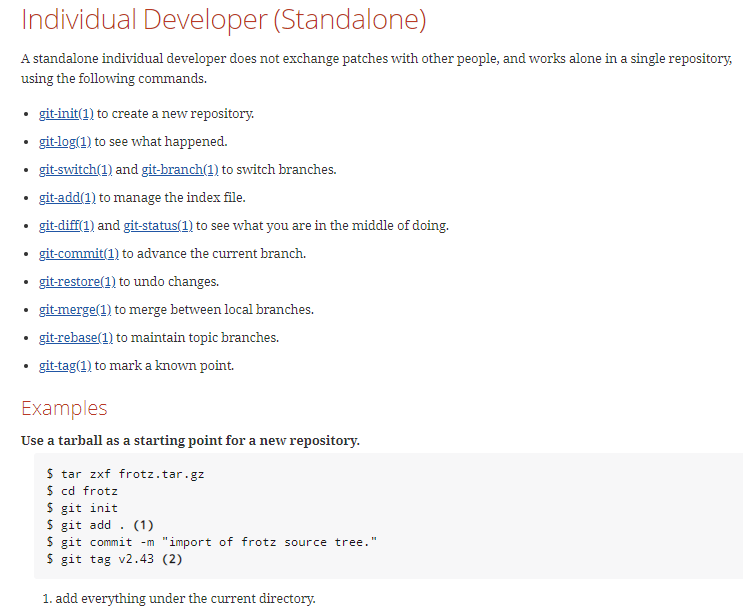 Individual Developer (Standalone)
A standalone individual developer does not exchange patches with other people, and works alone in a single repository,
using the following commands.
• git-init(1) to create a new repository.
• git-log(1) to see what happened.
• git-switch(1) and git-branch(1) to switch branches.
• git-add(1) to manage the index file.
• git-diff(1) and git-status(1) to see what you are in the middle of doing.
• git-commit(1) to advance the current branch.
• git-restore(1) to undo changes.
• git-merge(1) to merge between local branches.
• git-rebase(1) to maintain topic branches.
• git-tag(1) to mark a known point.
Examples
Use a tarball as a starting point for a new repository.
$ tar zxf frotz.tar.gz
$ cd frotz
$ git init
$ git add . (1)
$ git commit -m "import of frotz source tree."
$ git tag v2.43 (2)
1. add everything under the current directory.